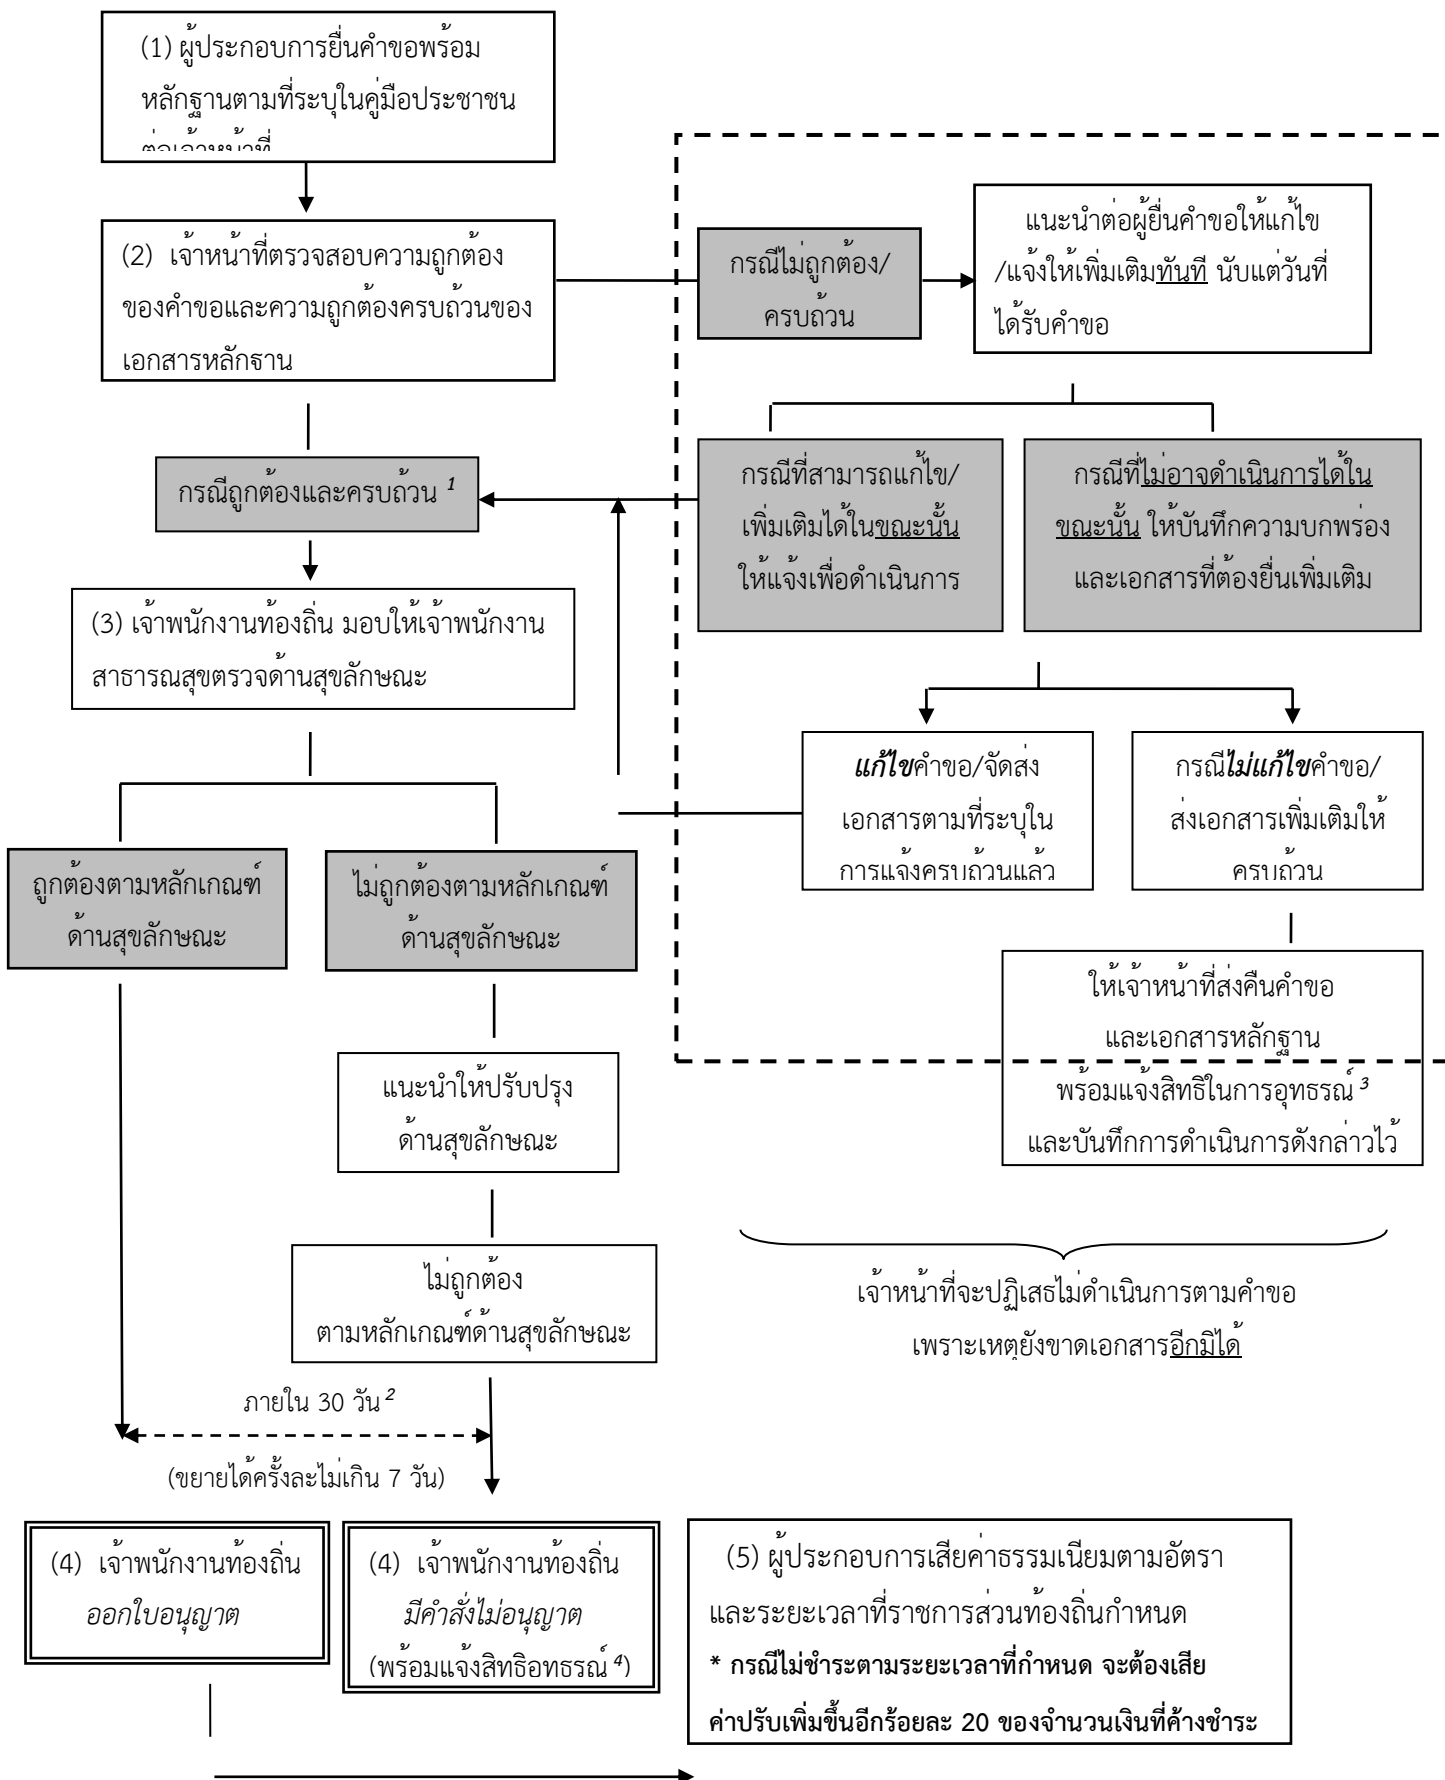 (1) ผู้ประกอบการยื่นคำขอพร้อม
หลักฐานตามที่ระบุในคู่มือประชาชน
ต่อเจ้าหน้าที่
(2) เจ้าหน้าที่ตรวจสอบความถูกต้อง
ของคำขอและความถูกต้องครบถ้วนของ
เอกสารหลักฐาน
กรณีไม่ถูกต้อง/
ครบถ้วน
แนะนำต่อผู้ยื่นคำขอให้แก้ไข
/แจ้งให้เพิ่มเติมทันที นับแต่วันที่
ได้รับคำขอ
กรณีถูกต้องและครบถ้วน 1
กรณีที่สามารถแก้ไข/
เพิ่มเติมได้ในขณะนั้น
ให้แจ้งเพื่อดำเนินการ
กรณีที่ไม่อาจดำเนินการได้ใน
ขณะนั้น ให้บันทึกความบกพร่อง
และเอกสารที่ต้องยื่นเพิ่มเติม
(3) เจ้าพนักงานท้องถิ่น มอบให้เจ้าพนักงาน
สาธารณสุขตรวจด้านสุขลักษณะ
แก้ไขคำขอ/จัดส่ง
เอกสารตามที่ระบุใน
การแจ้งครบถ้วนแล้ว
กรณีไม่แก้ไขคำขอ/
ส่งเอกสารเพิ่มเติมให้
ครบถ้วน
ถูกต้องตามหลักเกณฑ์
ด้านสุขลักษณะ
ไม่ถูกต้องตามหลักเกณฑ์
ด้านสุขลักษณะ
ให้เจ้าหน้าที่ส่งคืนคำขอ
และเอกสารหลักฐาน
พร้อมแจ้งสิทธิในการอุทธรณ์ 3
และบันทึกการดำเนินการดังกล่าวไว้
แนะนำให้ปรับปรุง
ด้านสุขลักษณะ
ไม่ถูกต้อง
ตามหลักเกณฑ์ด้านสุขลักษณะ
เจ้าหน้าที่จะปฏิเสธไม่ดำเนินการตามคำขอ
เพราะเหตุยังขาดเอกสารอีกมิได้
ภายใน 30 วัน 2
(ขยายได้ครั้งละไม่เกิน 7 วัน)
(4) เจ้าพนักงานท้องถิ่น
ออกใบอนุญาต
(4) เจ้าพนักงานท้องถิ่น
มีคำสั่งไม่อนุญาต
(พร้อมแจ้งสิทธิอุทธรณ์ 4)
(5) ผู้ประกอบการเสียค่าธรรมเนียมตามอัตรา
และระยะเวลาที่ราชการส่วนท้องถิ่นกำหนด
* กรณีไม่ชำระตามระยะเวลาที่กำหนด จะต้องเสีย
ค่าปรับเพิ่มขึ้นอีกร้อยละ 20 ของจำนวนเงินที่ค้างชำระ